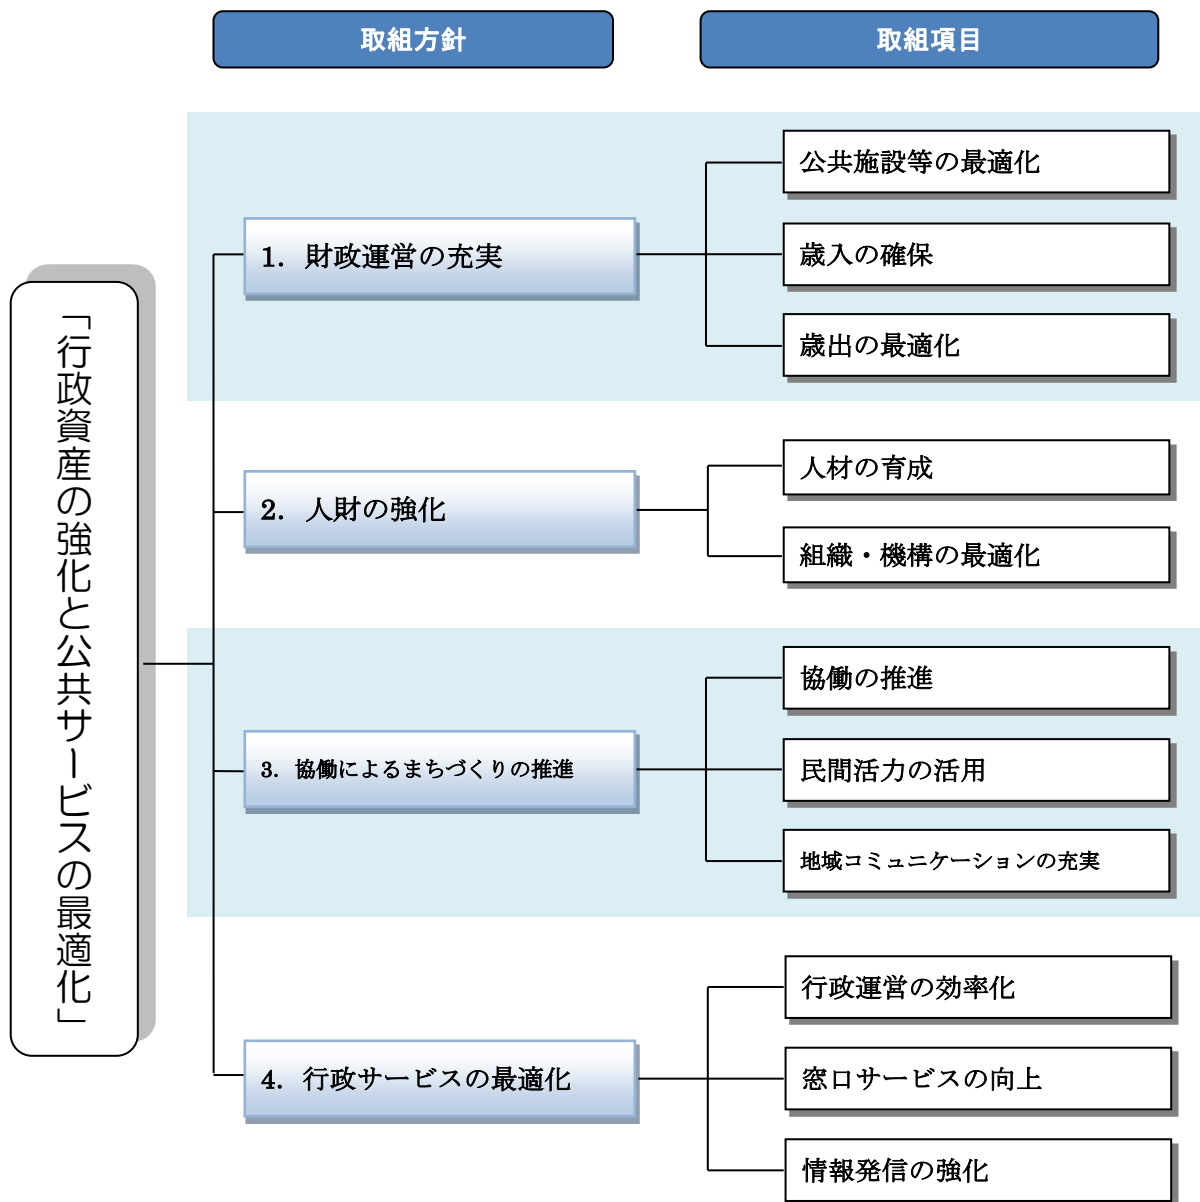 取組方針
取組項目
「行政資産の強化と公共サービスの最適化」
1. 財政運営の充実
公共施設等の最適化
歳入の確保
歳出の最適化
2. 人財の強化
人材の育成
組織・機構の最適化
3. 協働によるまちづくりの推進
協働の推進
民間活力の活用
地域コミュニケーションの充実
4. 行政サービスの最適化
行政運営の効率化
窓口サービスの向上
情報発信の強化